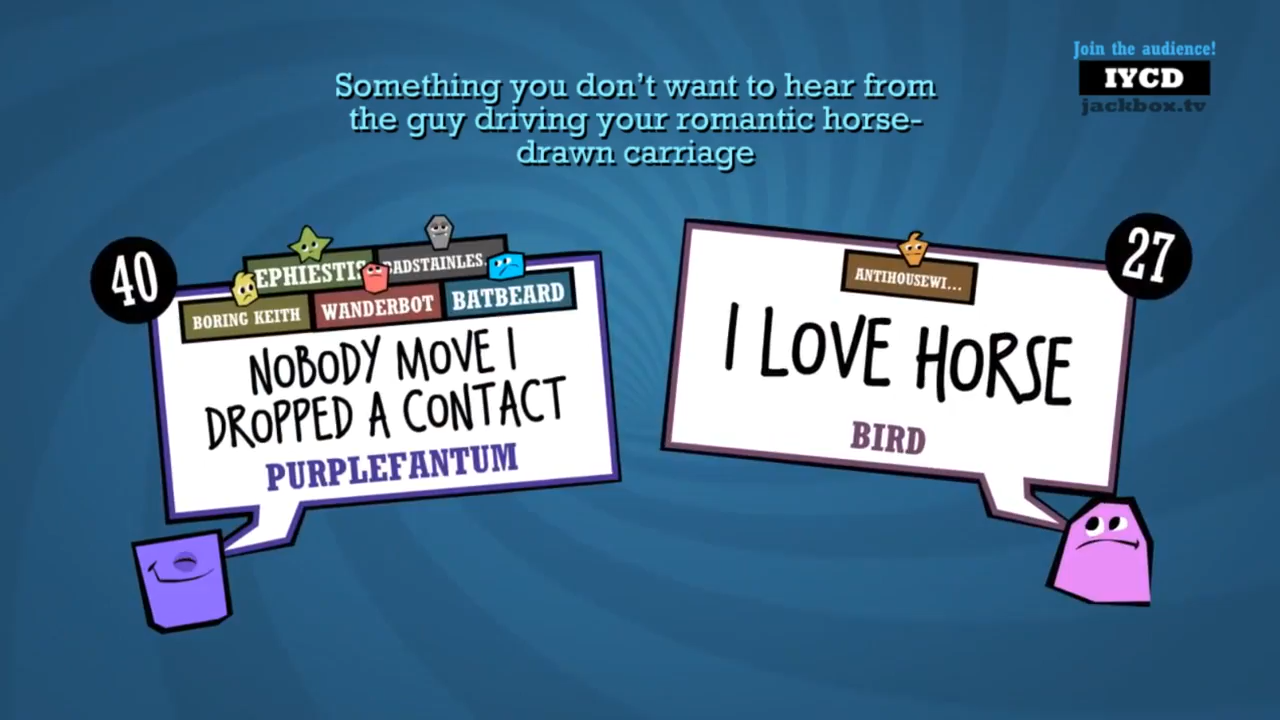 Join the audience!
IYCD
jackbox.tv
Something you don't want to hear from
the guy driving your romantic horse-
drawn carriage
40
EPHIESTIS
BORING KEITH
WANDERBOT
BATBEARD
NOBODY MOVE I
DROPPED A CONTACT
PURPLEFANTUM
27
ANTIHOUSEWI...
I LOVE HORSE
BIRD